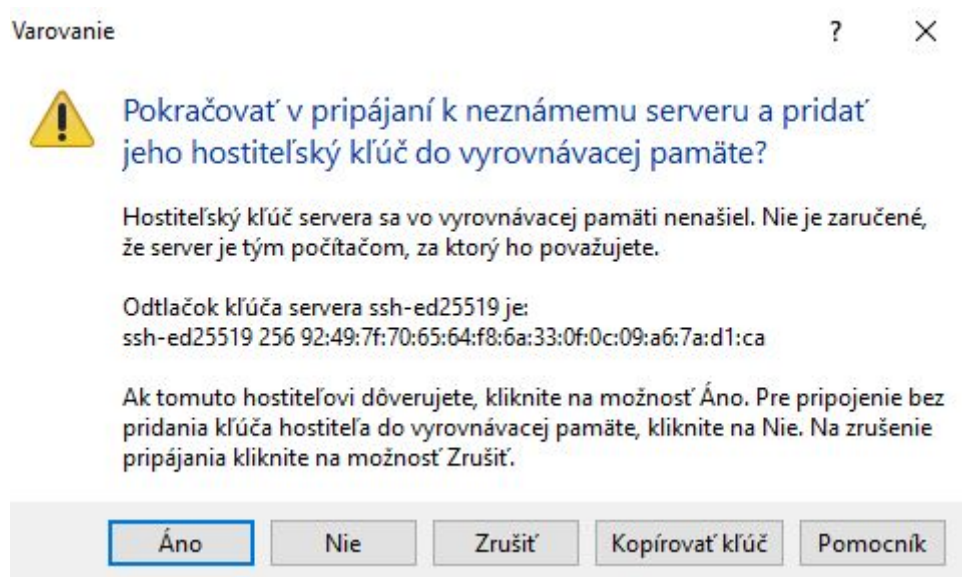 Varovanie
?
Pokračovať v pripájaní k neznámemu serveru a pridať
jeho hostiteľský kľúč do vyrovnávacej pamäte?
Hostiteľský kľúč servera sa vo vyrovnávacej pamäti nenašiel. Nie je zaručené,
že server je tým počítačom, za ktorý ho považujete.
Odtlačok kľúča servera ssh-ed25519 je:
ssh-ed25519 256 92:49:7f:70:65:64:f8:6a:33:0f:0c:09:a6:7a:d1:ca
Ak tomuto hostiteľovi dôverujete, kliknite na možnosť Áno. Pre pripojenie bez
pridania kľúča hostiteľa do vyrovnávacej pamäte, kliknite na Nie. Na zrušenie
pripájania kliknite na možnosť Zrušiť.
Áno
Nie
Zrušiť
Kopírovať kľúč
Pomocník